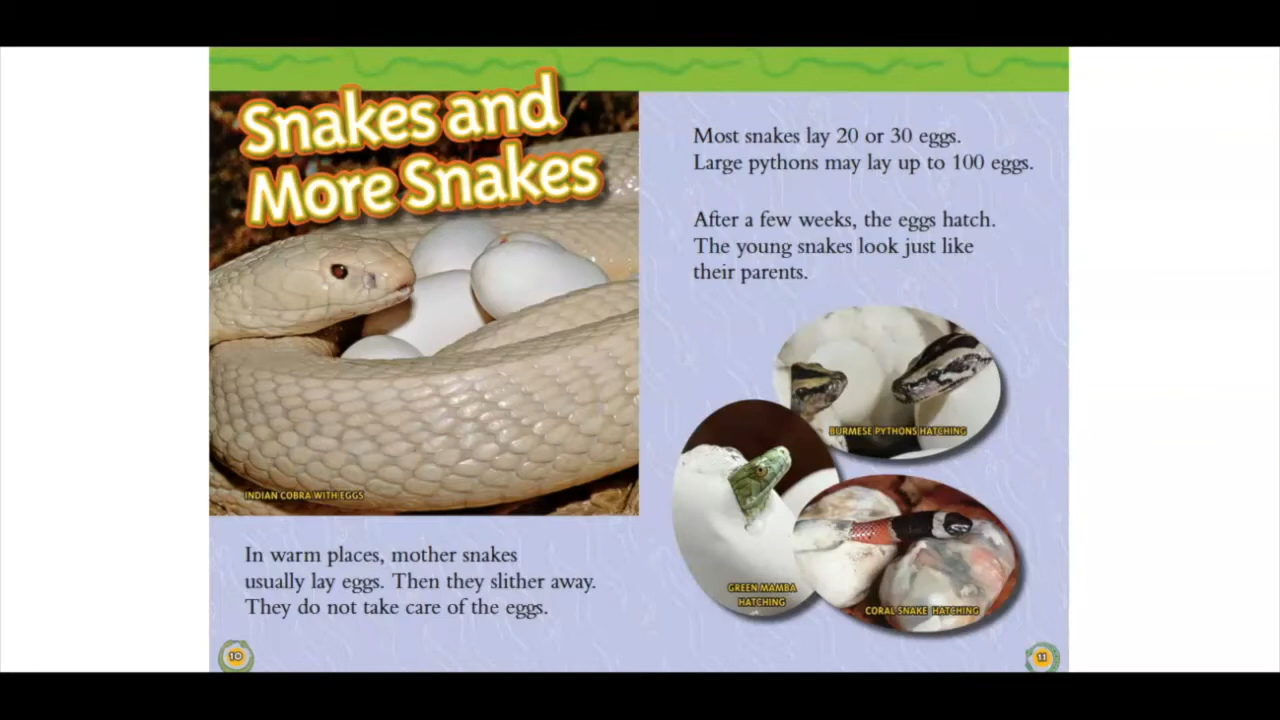 Snakes and
More Snakes
INDIAN COBRA WITH EGGS
In warm places, mother snakes
usually lay eggs. Then they slither away.
They do not take care of the eggs.
10
Most snakes lay 20 or 30 eggs.
Large pythons may lay up to 100 eggs.
After a few weeks, the eggs hatch.
The young snakes look just like
their parents.
BURMESE PYTHONS HATCHING
GREEN MAMBA
HATCHING
CORAL SNAKE HATCHING
11